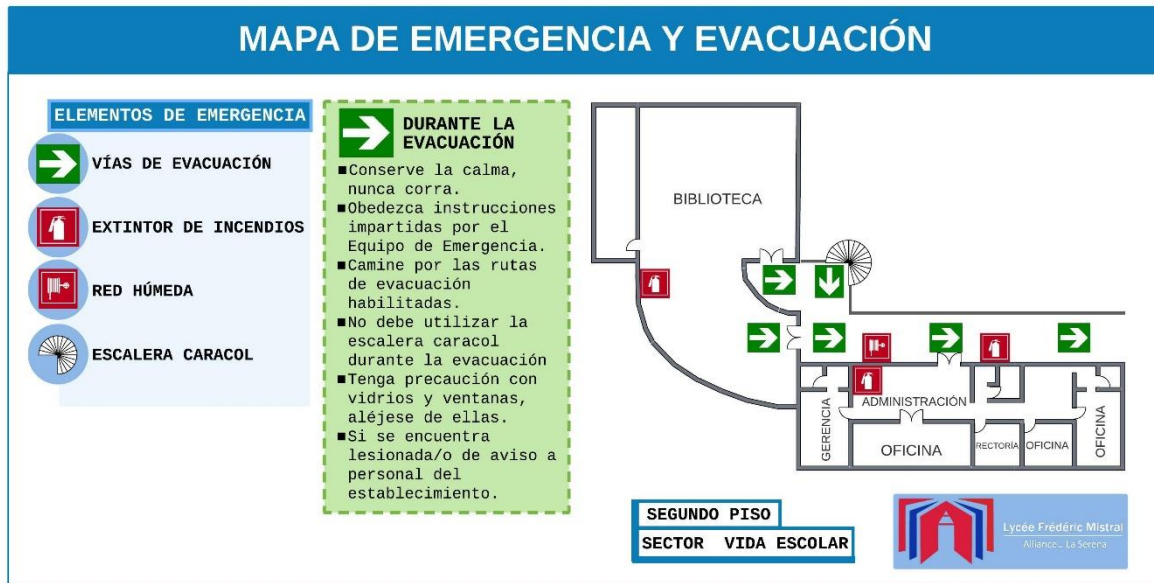 MAPA DE EMERGENCIA Y EVACUACIÓN
ELEMENTOS DE EMERGENCIA
VÍAS DE EVACUACIÓN
EXTINTOR DE INCENDIOS
RED HÚMEDA
ESCALERA CARACOL
DURANTE LA
EVACUACIÓN
■Conserve la calma,
nunca corra.
■Obedezca instrucciones
impartidas por el
Equipo de Emergencia.
■Camine por las rutas
de evacuación
habilitadas.
■No debe utilizar la
escalera caracol
durante la evacuación
■Tenga precaución con
vidrios y ventanas,
aléjese de ellas.
■Si se encuentra
lesionada/o de aviso a
personal del
establecimiento.
BIBLIOTECA
GERENCIA
ADMINISTRACIÓN
OFICINA
RECTORÍA
OFICINA
OFICINA
SEGUNDO PISO
SECTOR VIDA ESCOLAR
Lycée Frédéric Mistral
Alliance... La Serena